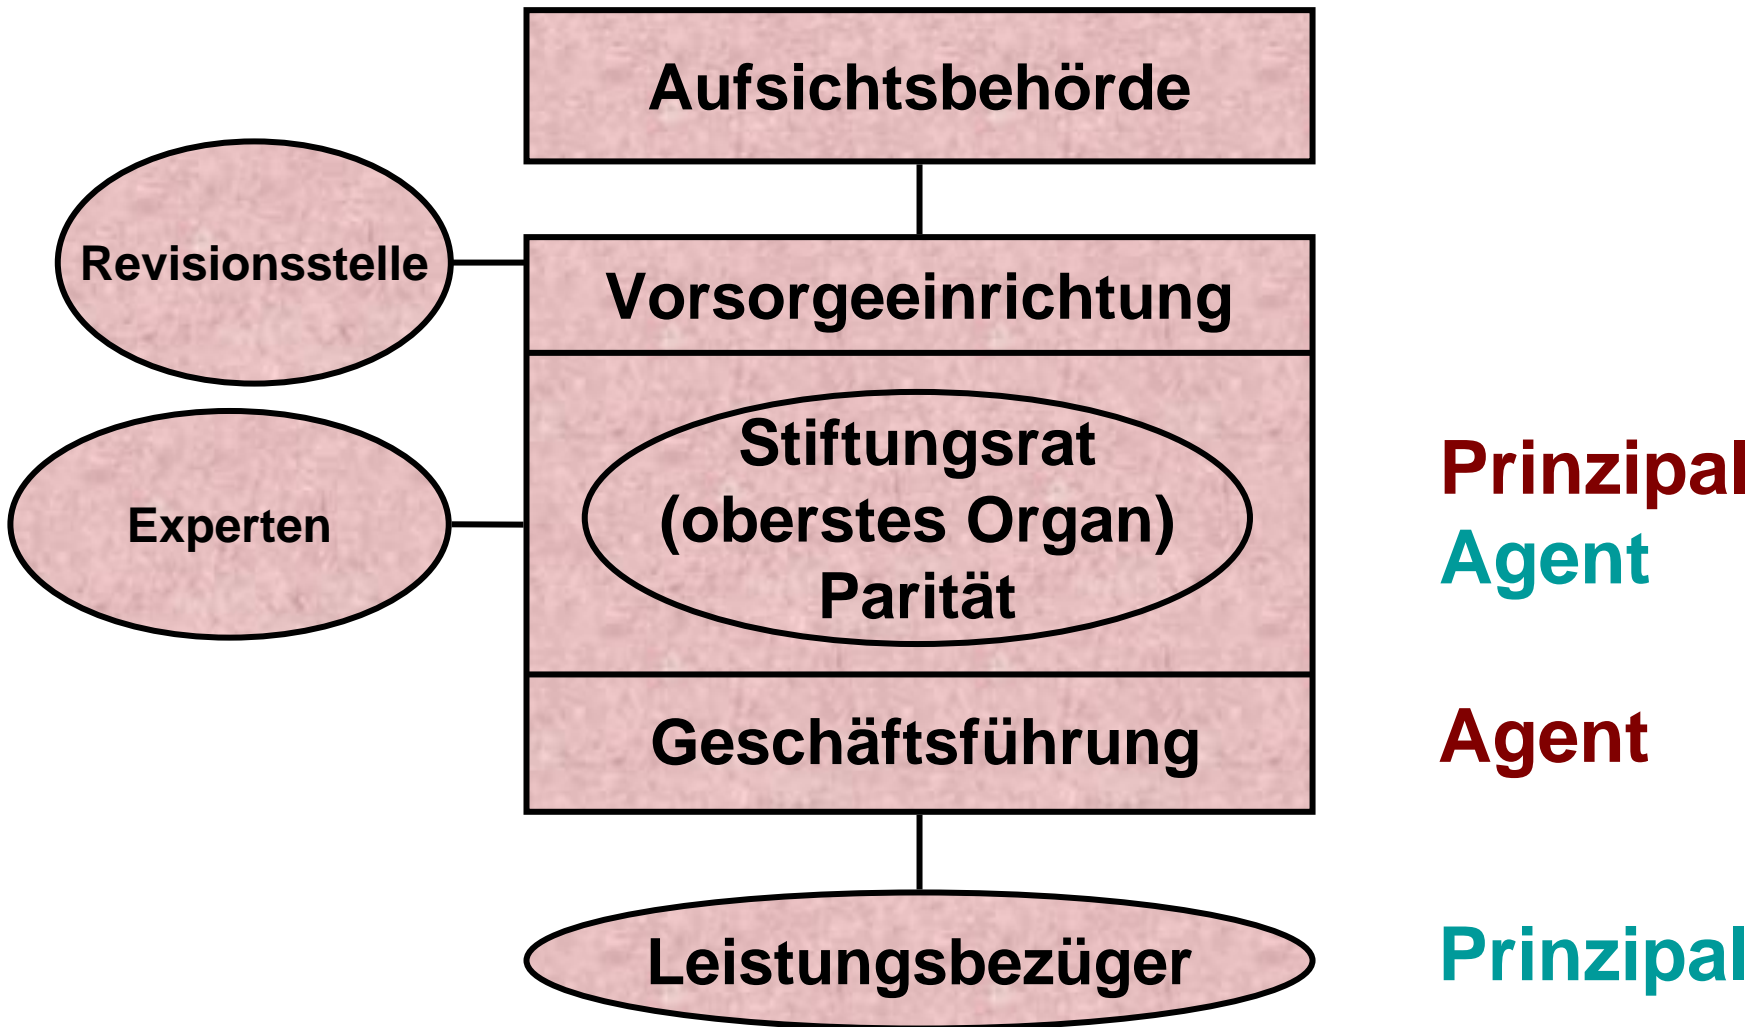 Aufsichtsbehörde
Revisionsstelle
Vorsorgeeinrichtung
Experten
Stiftungsrat
(oberstes Organ)
Parität
Prinzipal
Agent
Geschäftsführung
Agent
Leistungsbezüger
Prinzipal